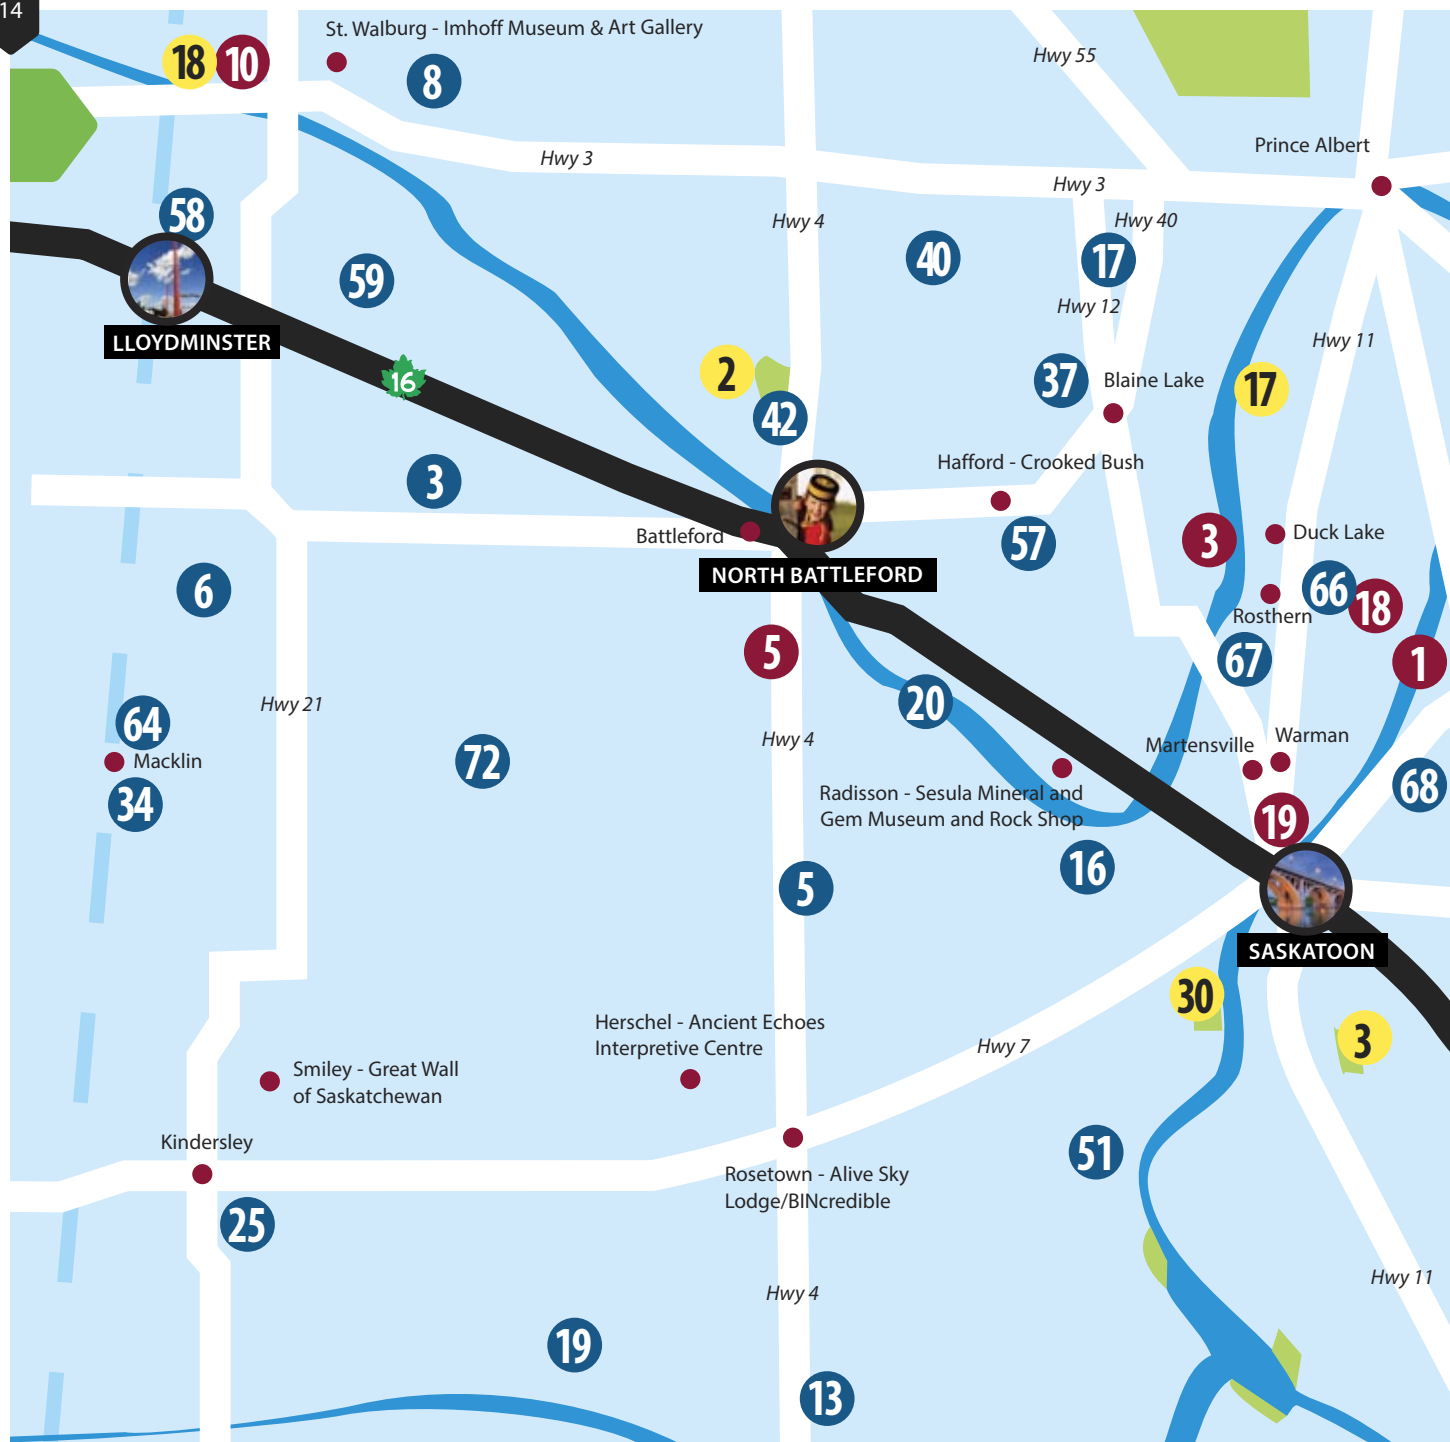 14
St. Walburg - Imhoff Museum & Art Gallery
18
10
8
Hwy 55
Hwy 3
Prince Albert
Hwy 3
58
Hwy 4
Hwy 40
40
17
59
Hwy 12
LLOYDMINSTER
Hwy 11
16
2
37
Blaine Lake
17
42
Hafford - Crooked Bush
3
Battleford
57
3
Duck Lake
NORTH BATTLEFORD
6
66
18
Rosthern
5
67
1
Hwy 21
20
64
Hwy 4
Martensville
Warman
Macklin
72
34
Radisson - Sesula Mineral and
Gem Museum and Rock Shop
68
19
16
5
SASKATOON
30
Herschel - Ancient Echoes
Interpretive Centre
Hwy 7
3
Smiley - Great Wall
of Saskatchewan
Kindersley
51
Rosetown - Alive Sky
Lodge/BINcredible
25
Hwy 4
Hwy 11
19
13